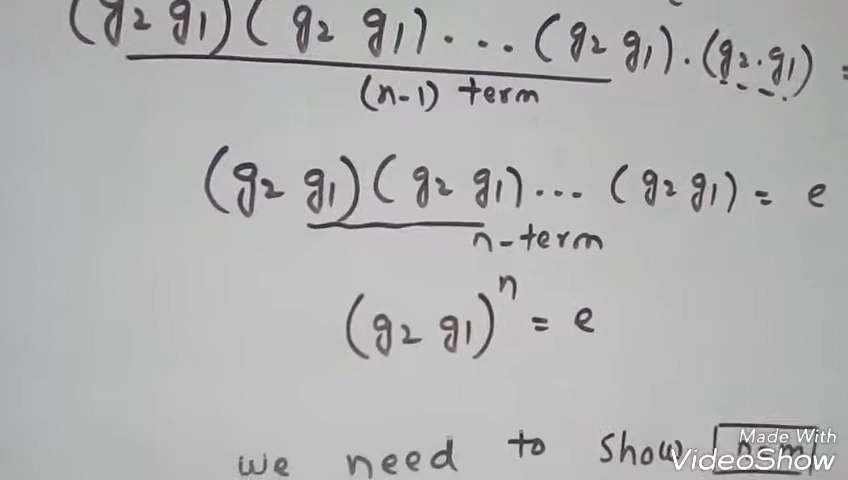 (g₂ g₁)( g₂ g₁)... (g₂ g₁).(g₂.g₁) =
(n-1) term
(g₂ g₁)( g₂ g₁)... (g₂ g₁) = e
n-term
(g₂ g₁)ⁿ = e
we need to show n=m
Made With
VideoShow